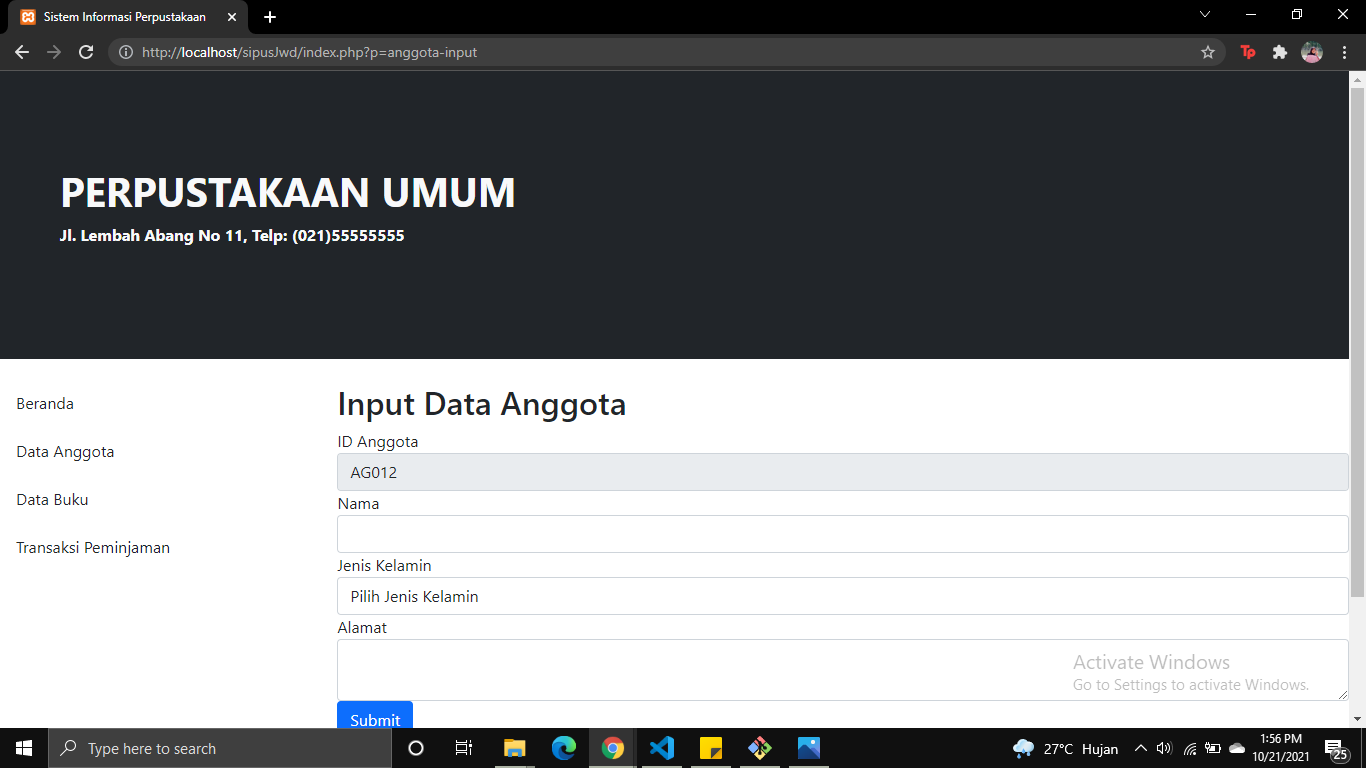 Sistem Informasi Perpustakaan
http://localhost/sipusJwd/index.php?p=anggota-input
Tp
PERPUSTAKAAN UMUM
Jl. Lembah Abang No 11, Telp: (021)55555555
Beranda
Data Anggota
Data Buku
Transaksi Peminjaman
Input Data Anggota
ID Anggota
AG012
Nama
Jenis Kelamin
Pilih Jenis Kelamin
Alamat
Submit
Activate Windows
Go to Settings to activate Windows.
Type here to search
27°C Hujan
1:56 PM
10/21/2021
25